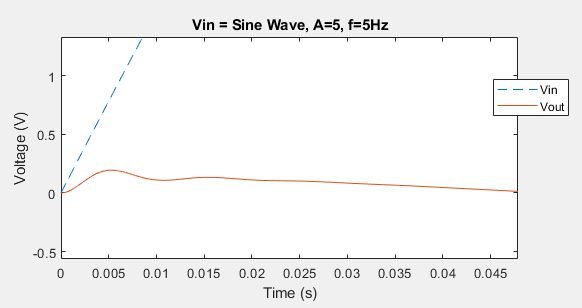 Vin = Sine Wave, A=5, f=5Hz
Voltage (V)
1
0.5
0
-0.5
Vin
Vout
0 0.005 0.01 0.015 0.02 0.025 0.03 0.035 0.04 0.045
Time (s)